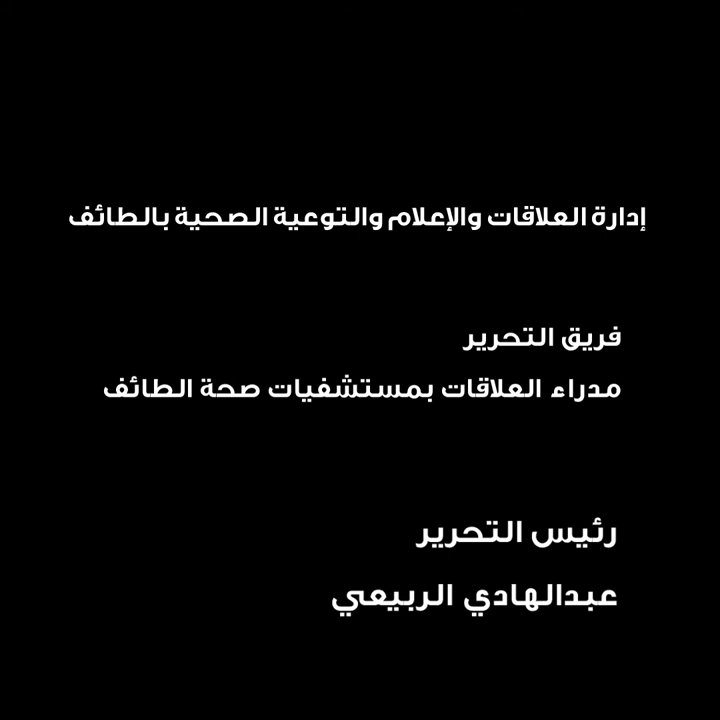 إدارة العلاقات والإعلام والتوعية الصحية بالطائف
فريق التحرير
مدراء العلاقات بمستشفيات صحة الطائف
رئيس التحرير
عبدالهادي الربيعي